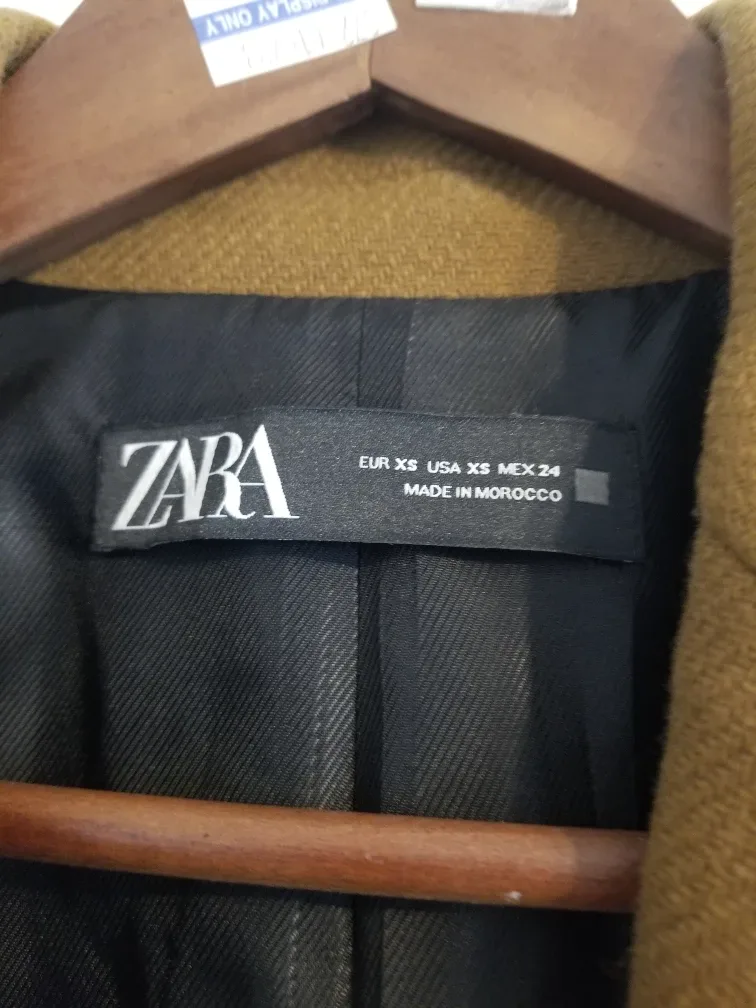 DISPLAY ONLY
ZARA
EUR XS USA XS MEX 24
MADE IN MOROCCO